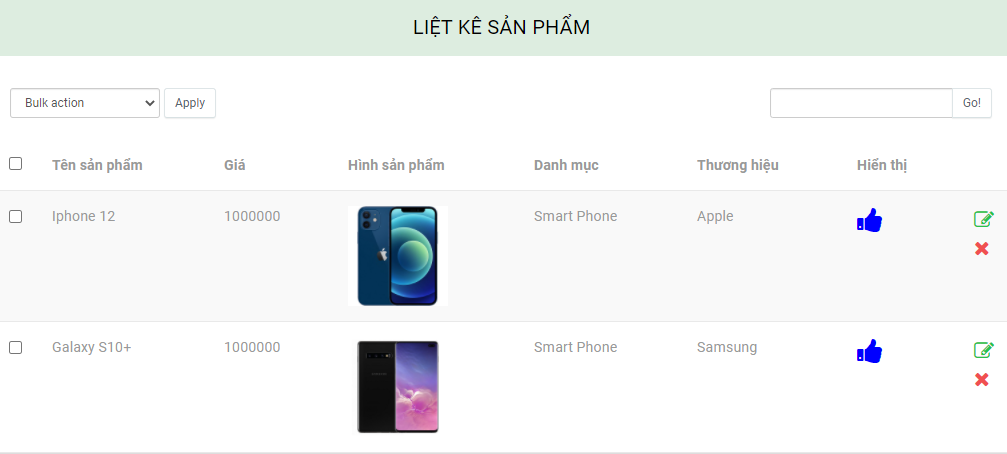 LIỆT KÊ SẢN PHẨM
Bulk action Apply Go!
Tên sản phẩm Giá Hình sản phẩm Danh mục Thương hiệu Hiển thị
Iphone 12 1000000 Smart Phone Apple
Galaxy S10+ 1000000 Smart Phone Samsung